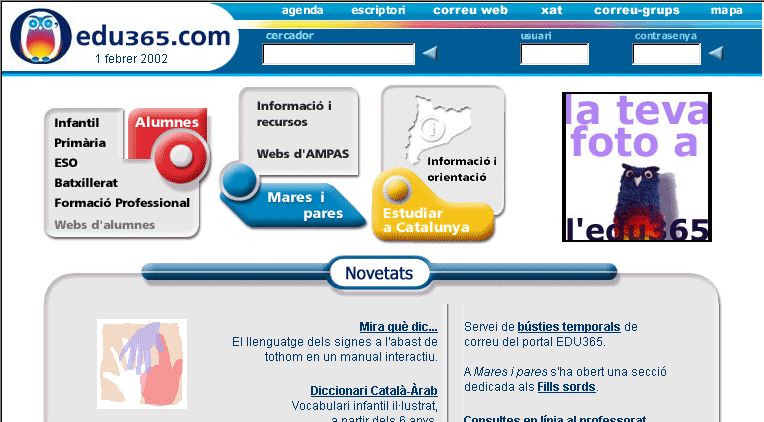 agenda escriptori correu web xat correu-grups mapa
edu365.com
1 febrer 2002
cercador usuari contrasenya
Infantil
Primària
ESO
Batxillerat
Formació Professional
Webs d'alumnes
Alumnes
Informació i
recursos
Webs d'AMPAS
Mares i
pares
Informació i
orientació
Estudiar
a Catalunya
la teva
foto a
l'edu365
Novetats
Mira què dic...
El llenguatge dels signes a l'abast de
tothom en un manual interactiu.
Diccionari Català-Àrab
Vocabulari infantil il·lustrat,
a partir dels 6 anys.
Servei de bústies temporals de
correu del portal EDU365.
A Mares i pares s'ha obert una secció
dedicada als Fills sords.
Consultes en línia al professorat